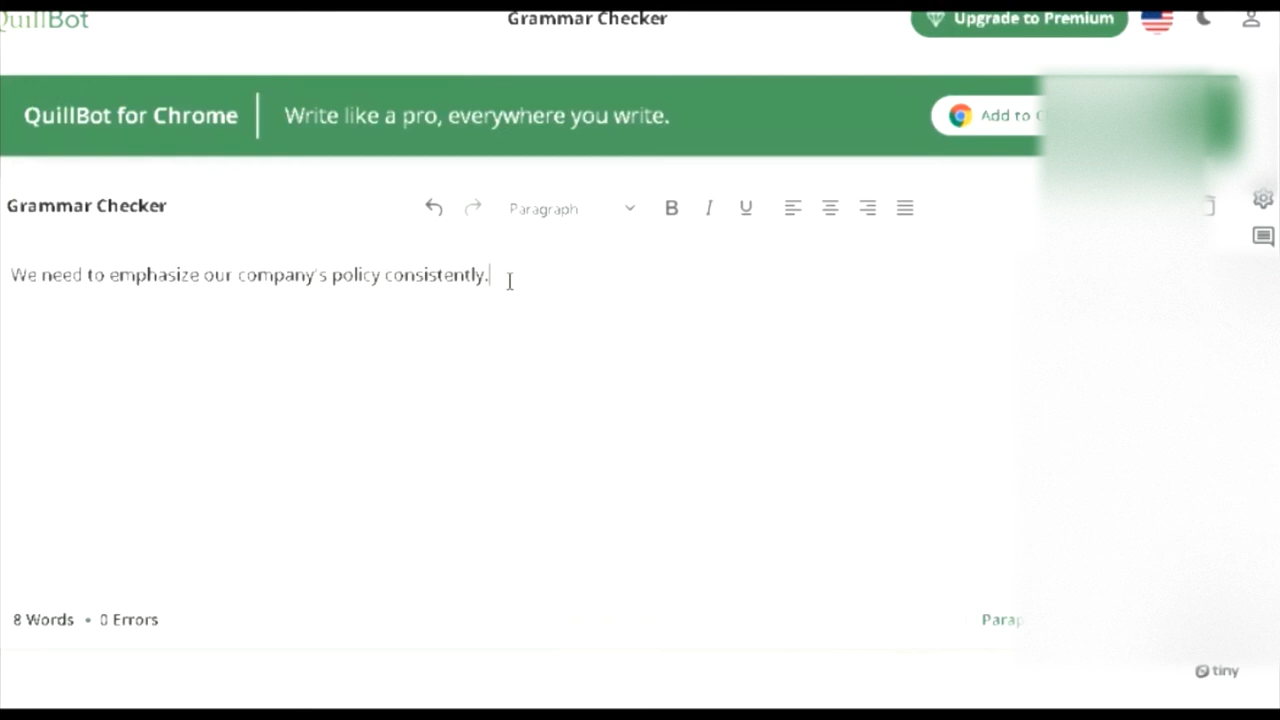 QuillBot
Grammar Checker
Upgrade to Premium
QuillBot for Chrome
Write like a pro, everywhere you write.
Add to
Grammar Checker
Paragraph
B I U
We need to emphasize our company's policy consistently.
8 Words • 0 Errors
tiny